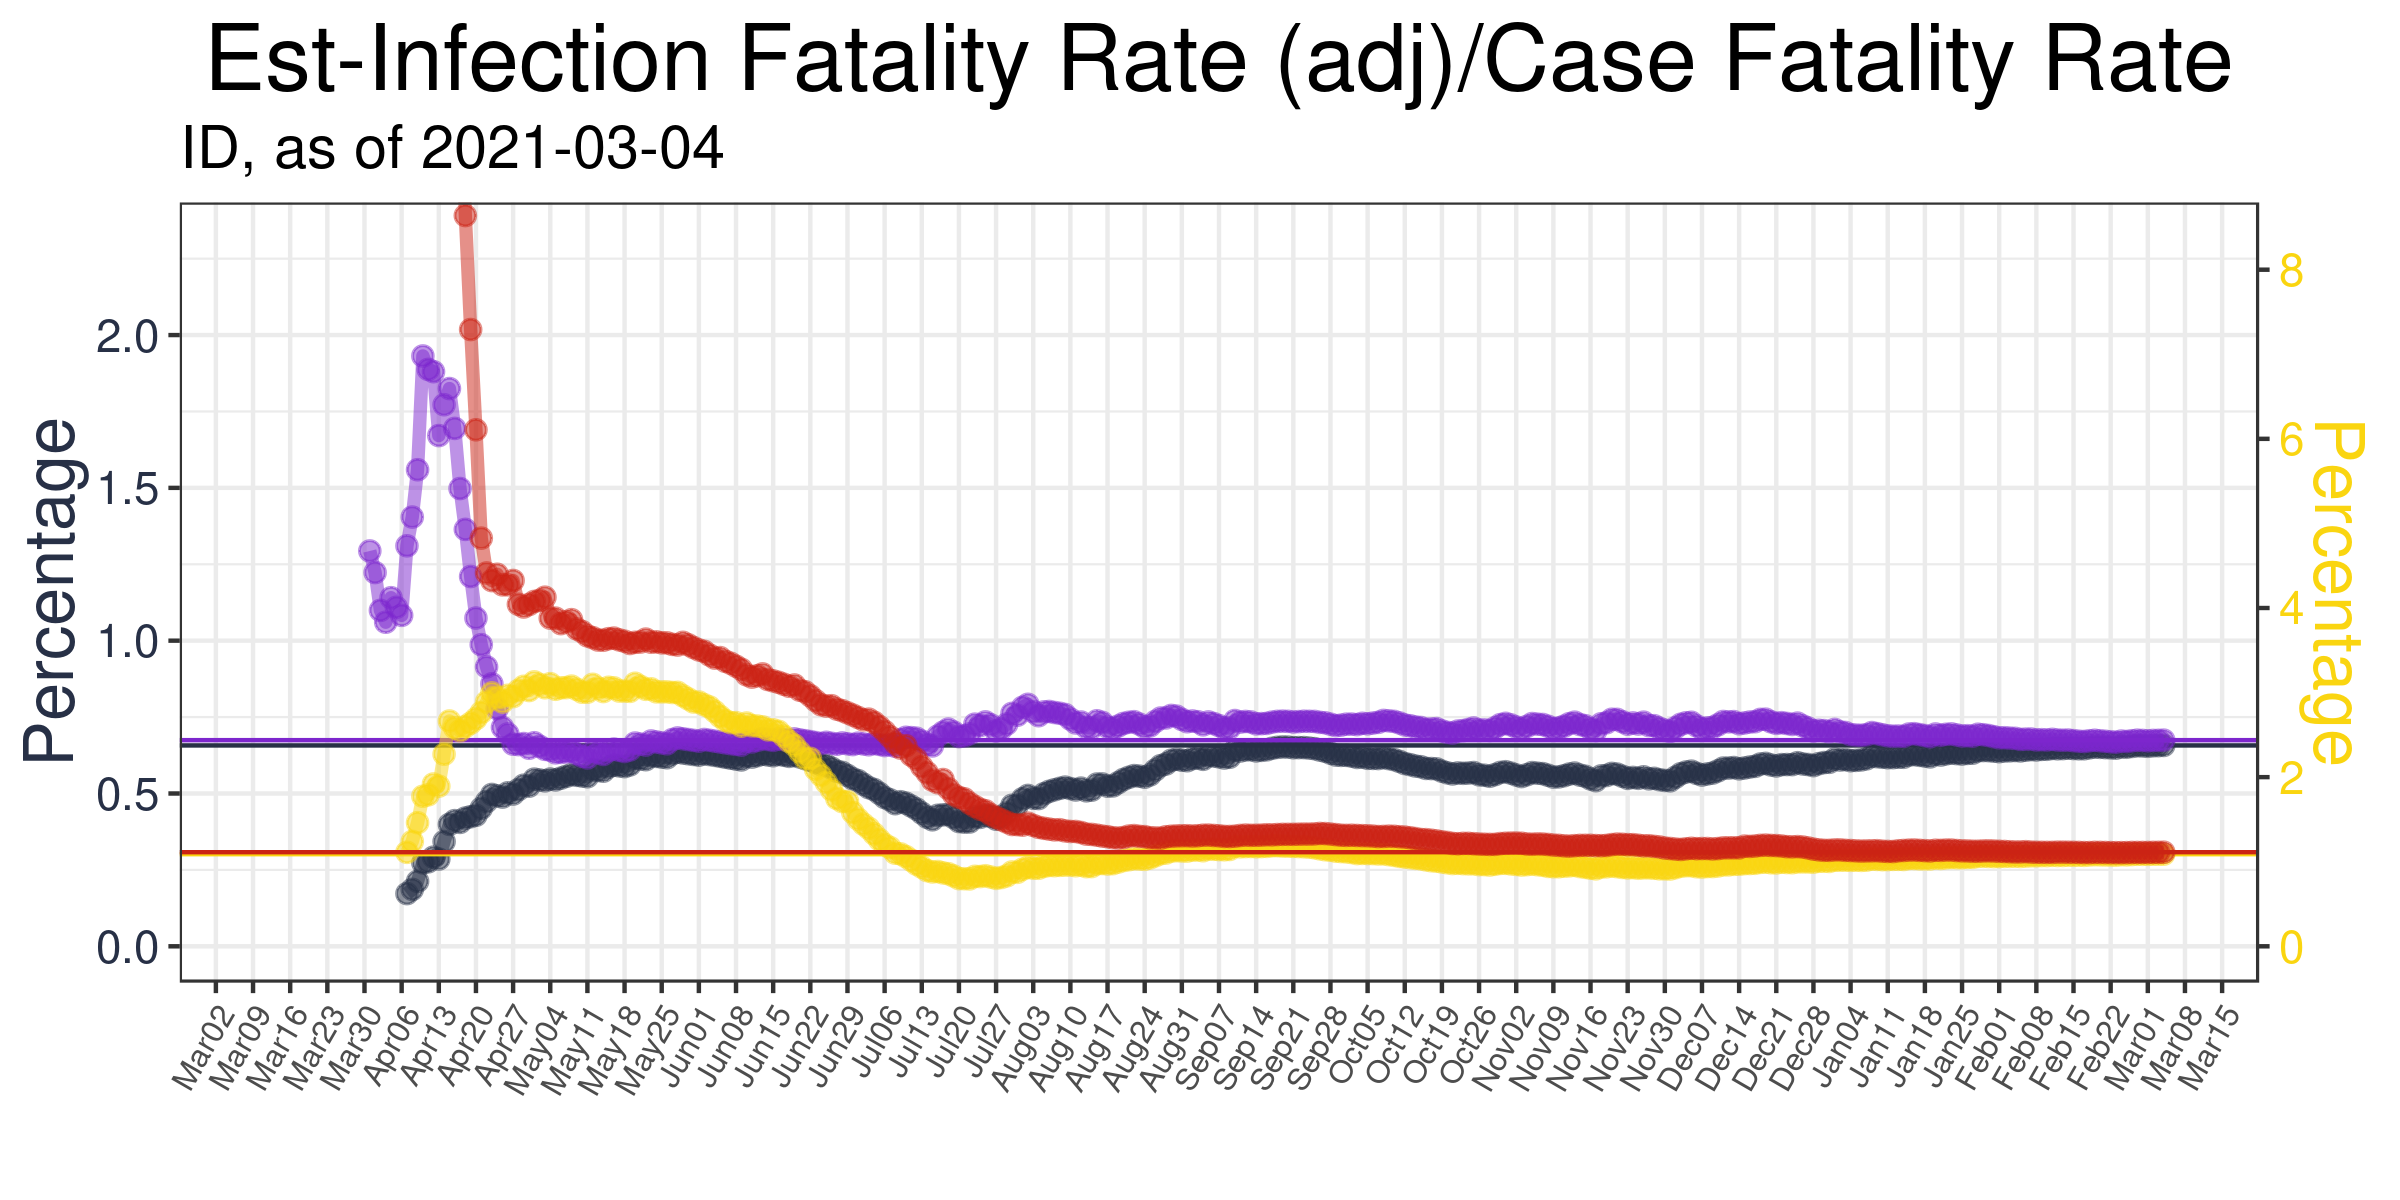 Est-Infection Fatality Rate (adj)/Case Fatality Rate
ID, as of 2021-03-04
Percentage
2.0
1.5
1.0
0.5
0.0
8
6
4
2
0
Percentage
Mar02
Mar09
Mar16
Mar23
Mar30
Apr06
Apr13
Apr20
Apr27
May04
May11
May18
May25
Jun01
Jun08
Jun15
Jun22
Jun29
Jul06
Jul13
Jul20
Jul27
Aug03
Aug10
Aug17
Aug24
Aug31
Sep07
Sep14
Sep21
Sep28
Oct05
Oct12
Oct19
Oct26
Nov02
Nov09
Nov16
Nov23
Nov30
Dec07
Dec14
Dec21
Dec28
Jan04
Jan11
Jan18
Jan25
Feb01
Feb08
Feb15
Feb22
Mar01
Mar08
Mar15